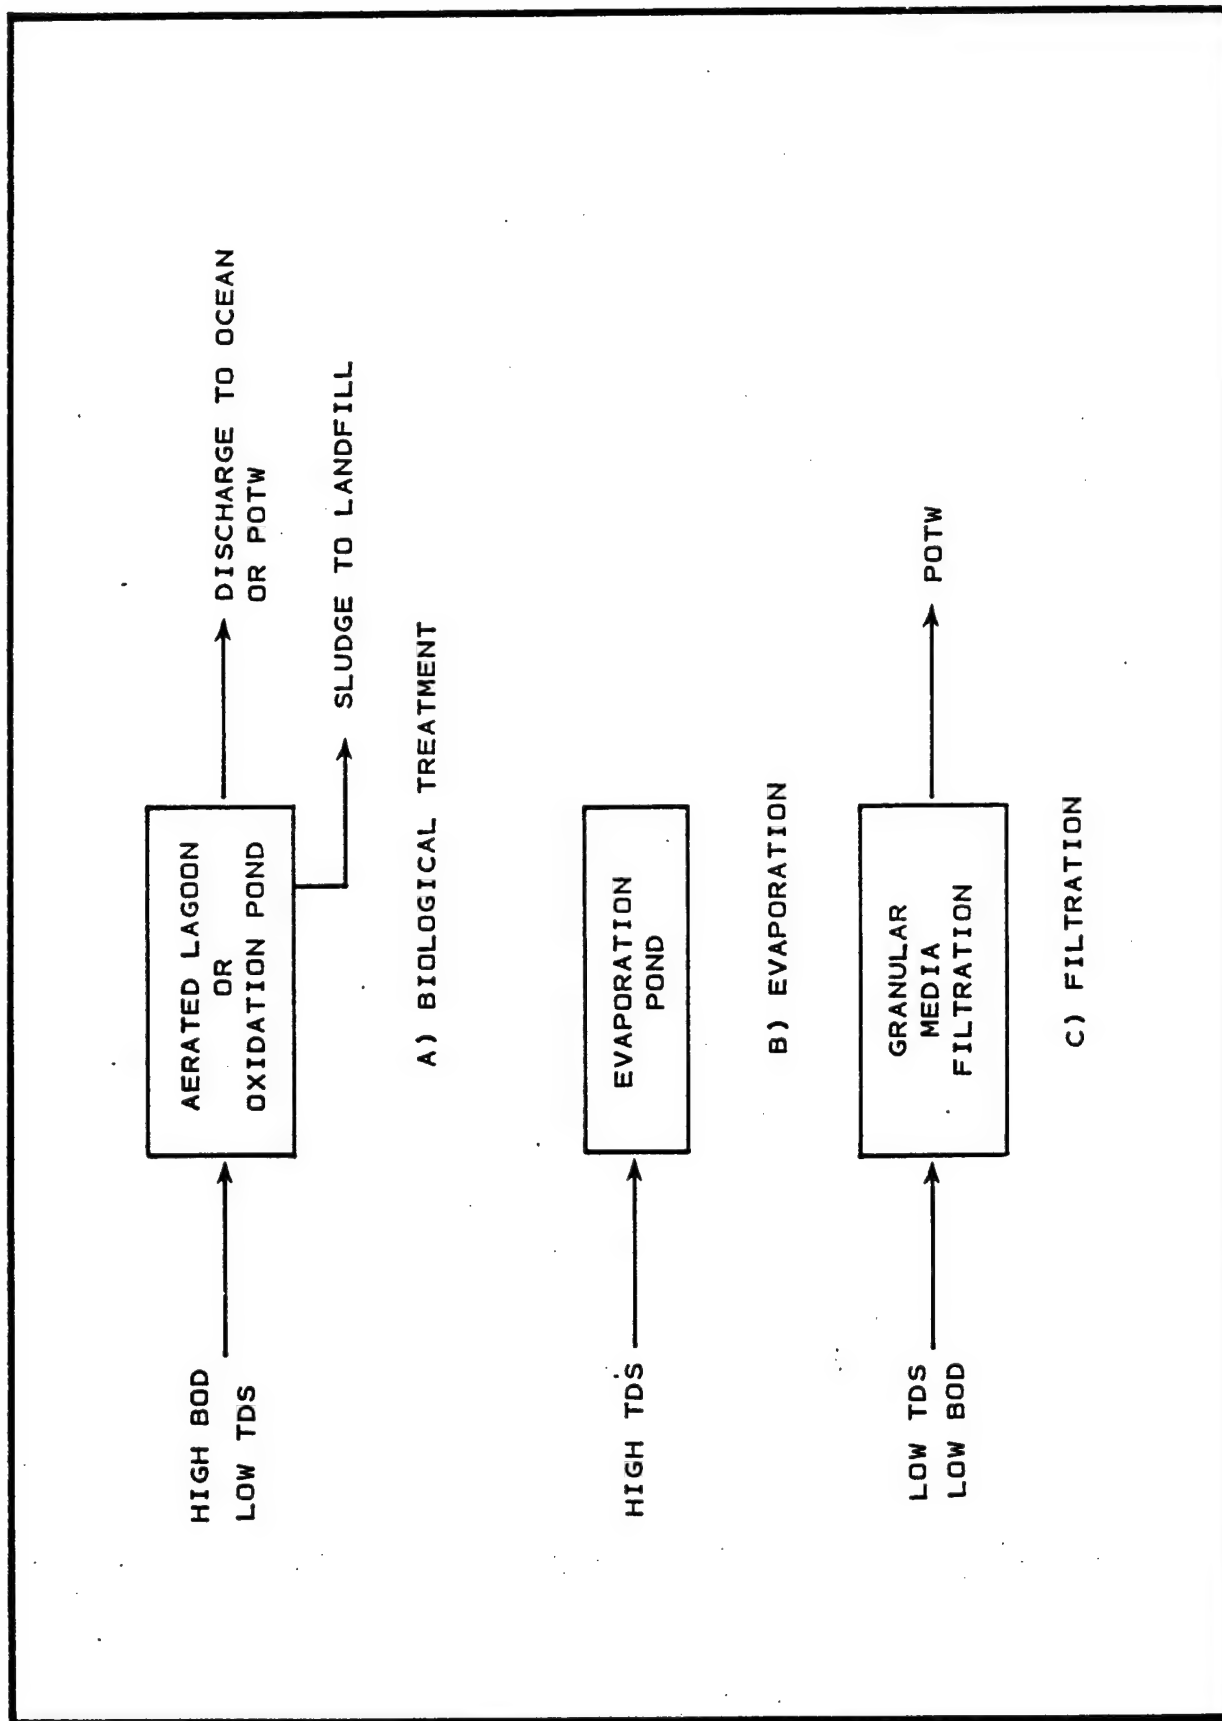 HIGH BOD
LOW TDS
AERATED LAGOON
OR
OXIDATION POND
DISCHARGE TO OCEAN
OR POTW
SLUDGE TO LANDFILL
A) BIOLOGICAL TREATMENT
HIGH TDS
EVAPORATION
POND
B) EVAPORATION
LOW TDS
LOW BOD
GRANULAR
MEDIA
FILTRATION
POTW
C) FILTRATION